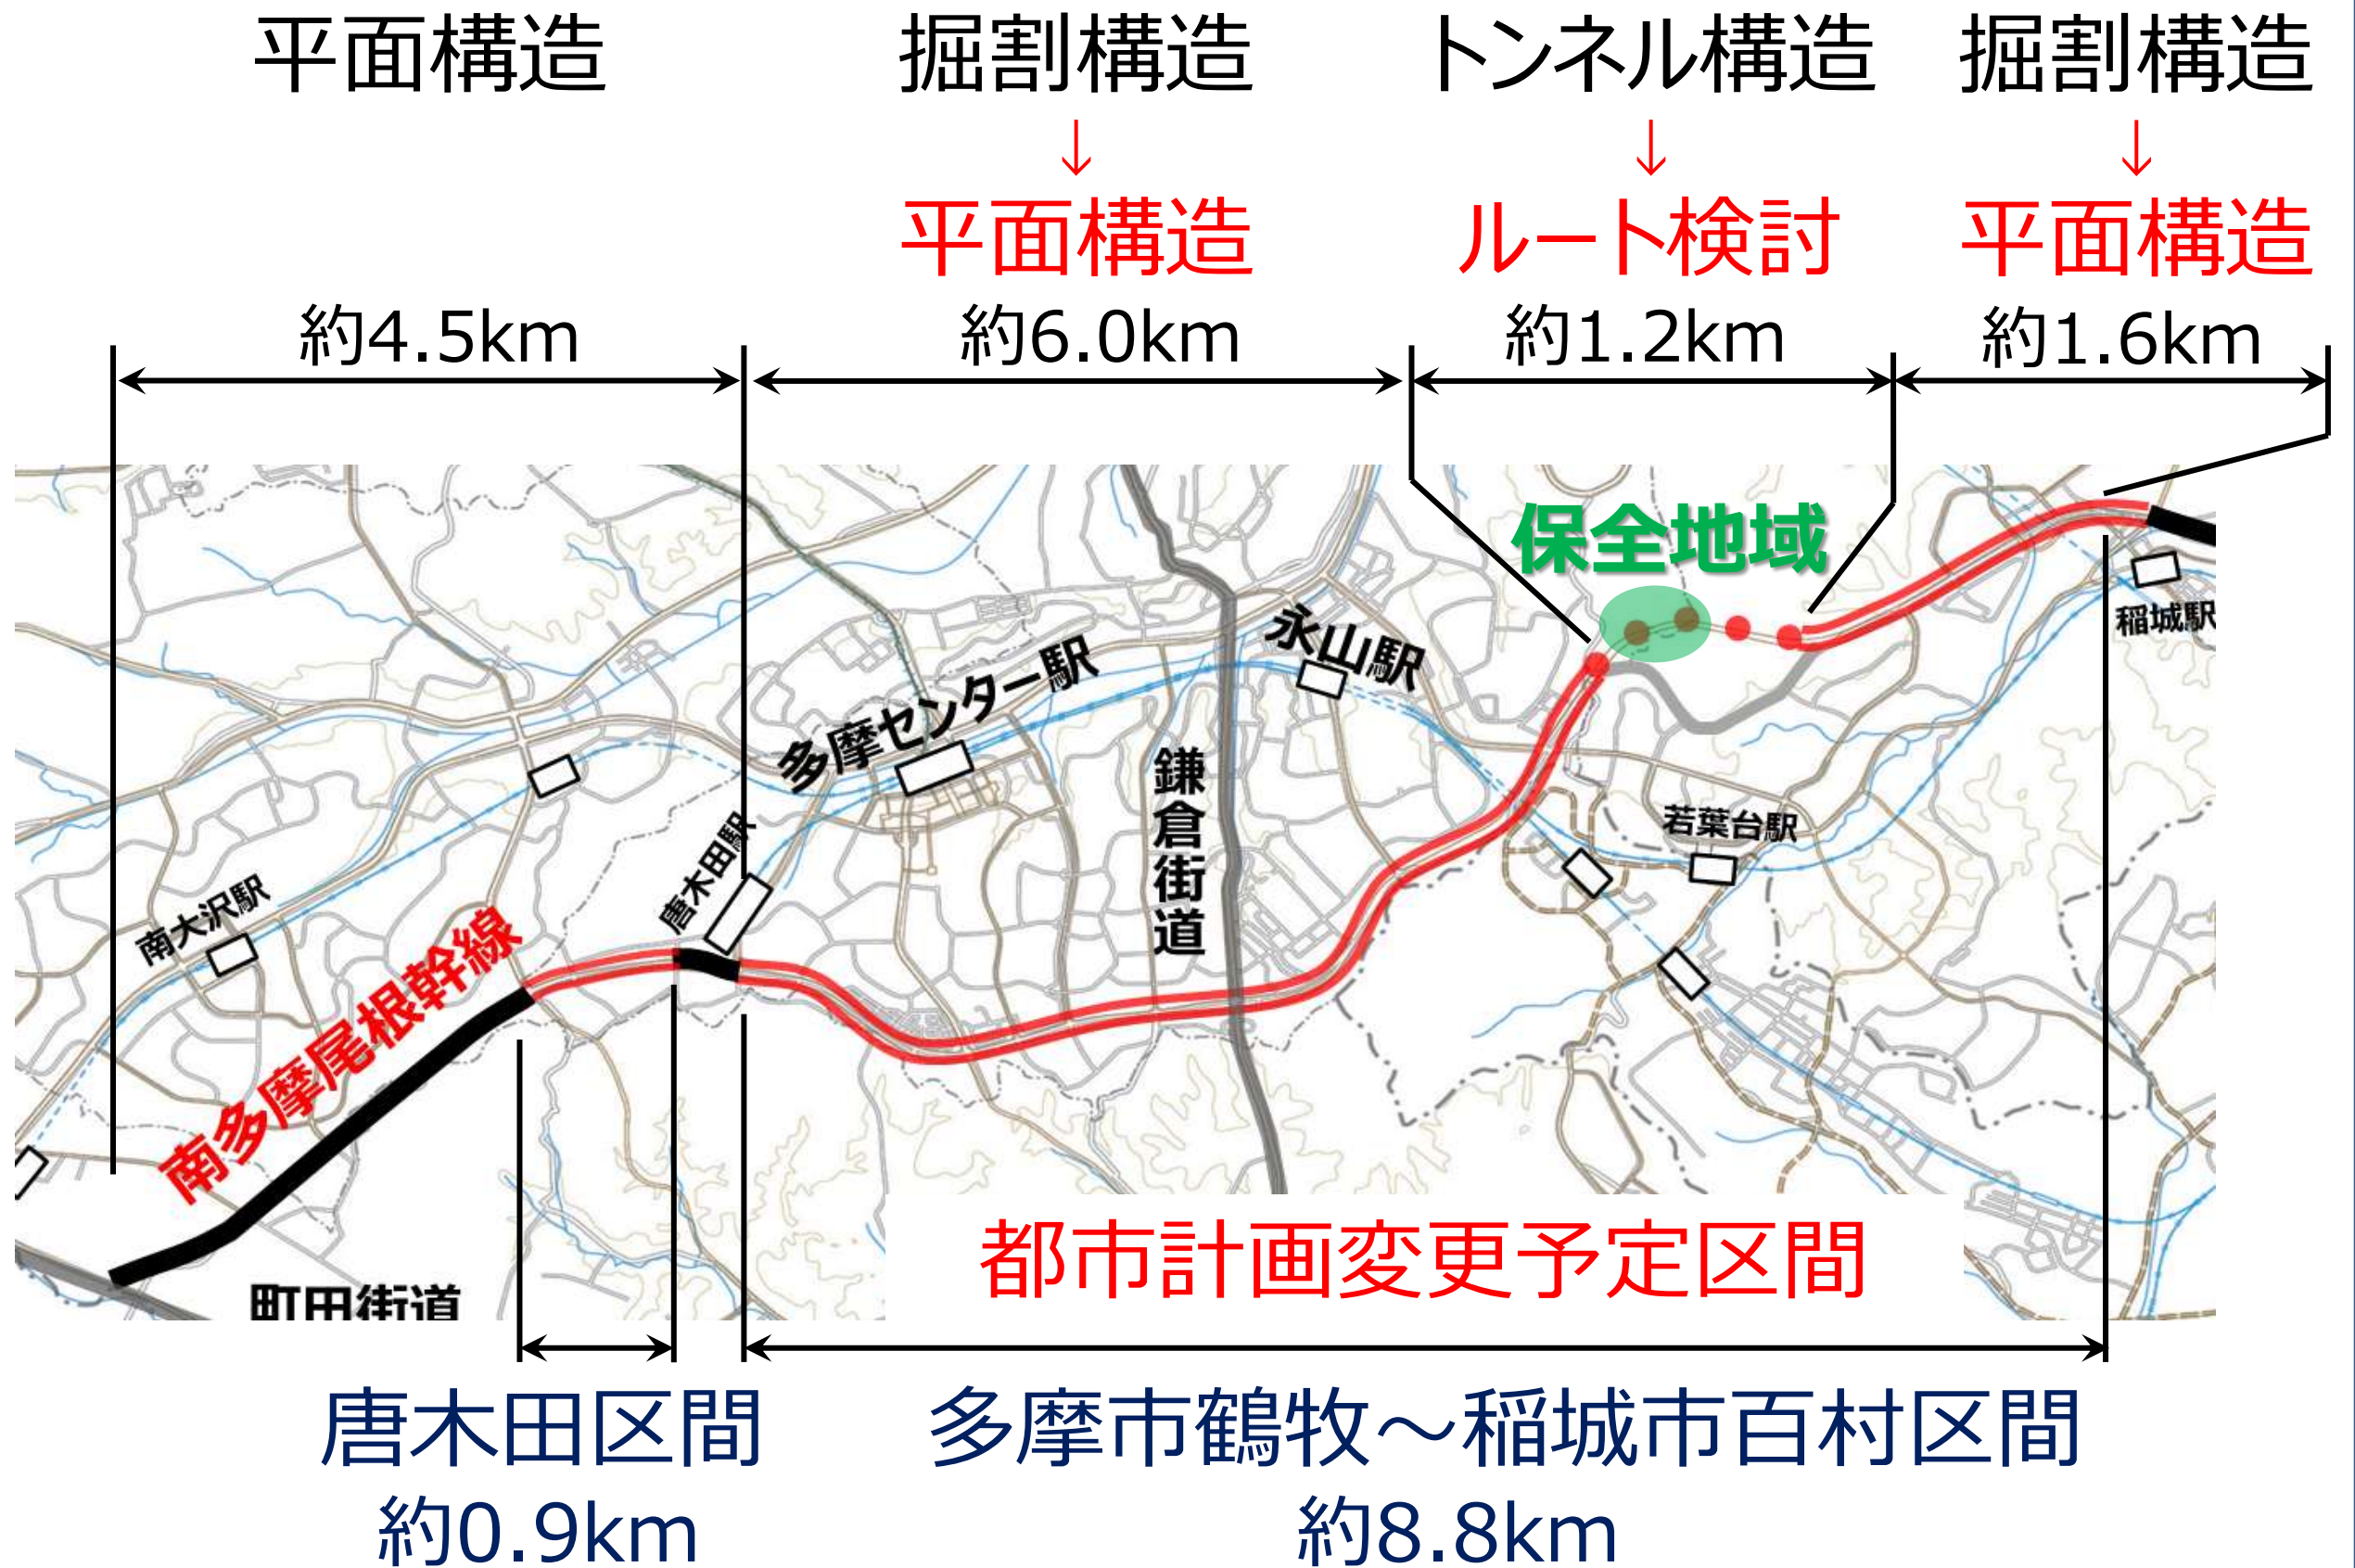 平面構造
掘割構造
トンネル構造
掘割構造
↓
↓
↓
平面構造
ルート検討
平面構造
約4.5km
約6.0km
約1.2km
約1.6km
保全地域
永山駅
稲城駅
多摩センター駅
鎌倉街道
若葉台駅
唐木田駅
南大沢駅
南多摩尾根幹線
町田街道
都市計画変更予定区間
唐木田区間
約0.9km
多摩市鶴牧～稲城市百村区間
約8.8km